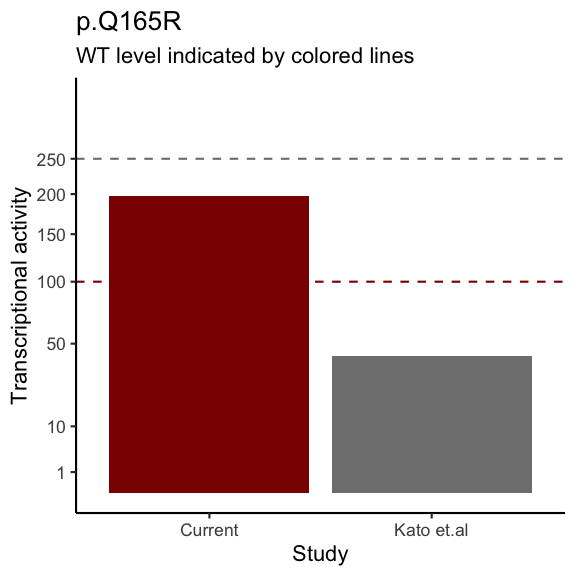 p.Q165R
WT level indicated by colored lines
250
200
150
100
50
10
1
Transcriptional activity
Current
Kato et.al
Study